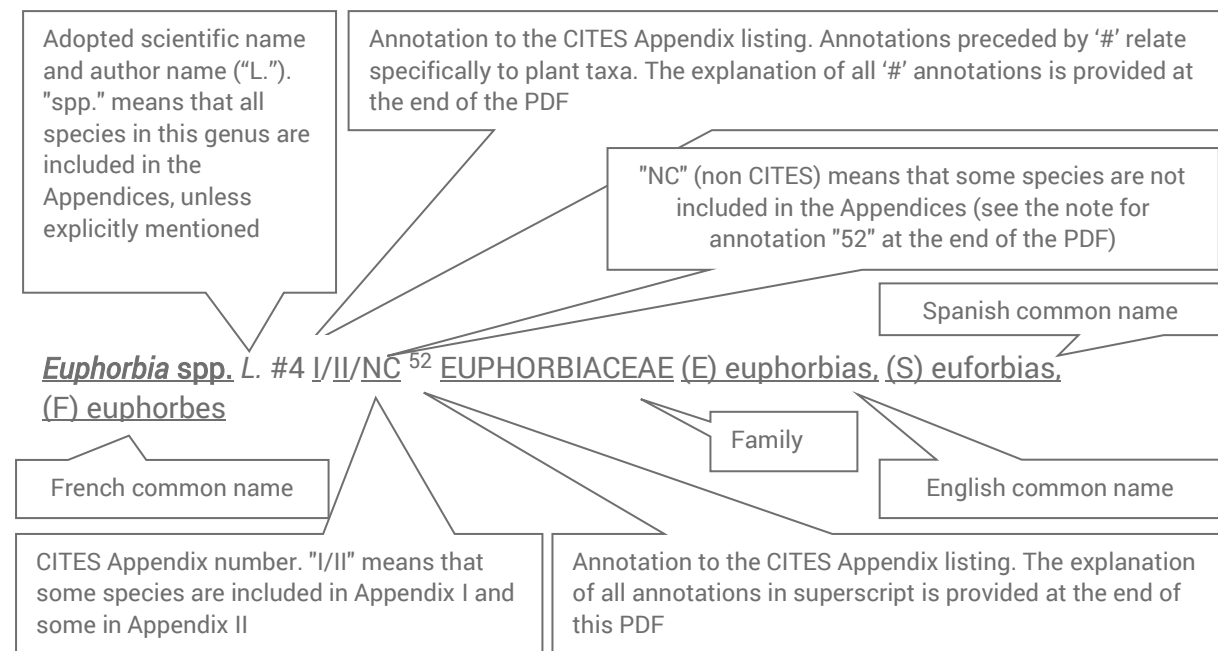 Adopted scientific name
and author name (“L.”).
"spp." means that all
species in this genus are
included in the
Appendices, unless
explicitly mentioned
Annotation to the CITES Appendix listing. Annotations preceded by ‘#’ relate
specifically to plant taxa. The explanation of all ‘#’ annotations is provided at
the end of the PDF
"NC" (non CITES) means that some species are not
included in the Appendices (see the note for
annotation "52" at the end of the PDF)
Spanish common name
Euphorbia spp. L. #4 I/II/NC 52 EUPHORBIACEAE (E) euphorbias, (S) euforbias,
(F) euphorbes
Family
French common name
English common name
CITES Appendix number. "I/II" means that
some species are included in Appendix I and
some in Appendix II
Annotation to the CITES Appendix listing. The explanation
of all annotations in superscript is provided at the end of
this PDF